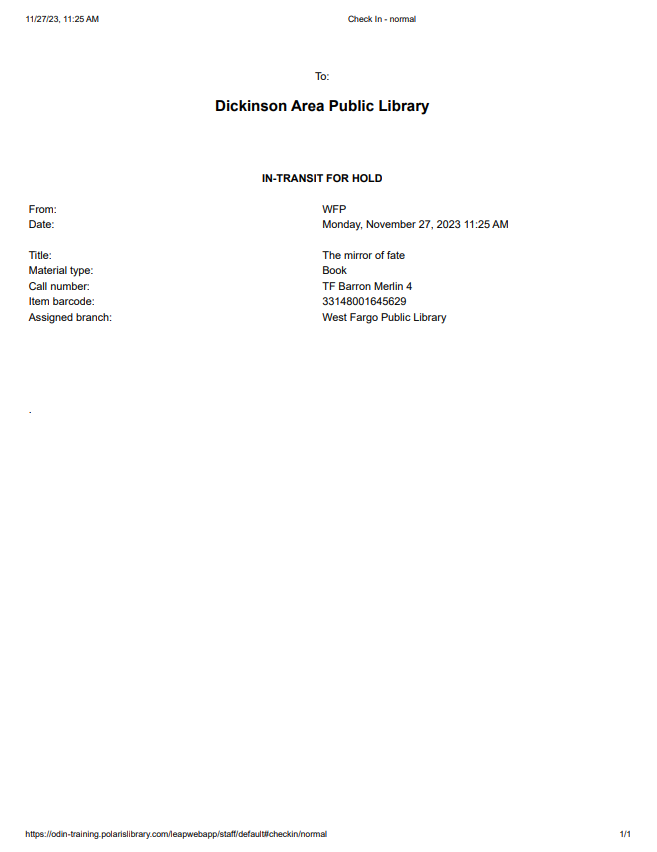 11/27/23, 11:25 AM Check In - normal
To:
Dickinson Area Public Library
IN-TRANSIT FOR HOLD
From: WFP
Date: Monday, November 27, 2023 11:25 AM
Title: The mirror of fate
Material type: Book
Call number: TF Barron Merlin 4
Item barcode: 33148001645629
Assigned branch: West Fargo Public Library
.
https://odin-training.polarislibrary.com/leapwebapp/staff/default#checkin/normal 1/1